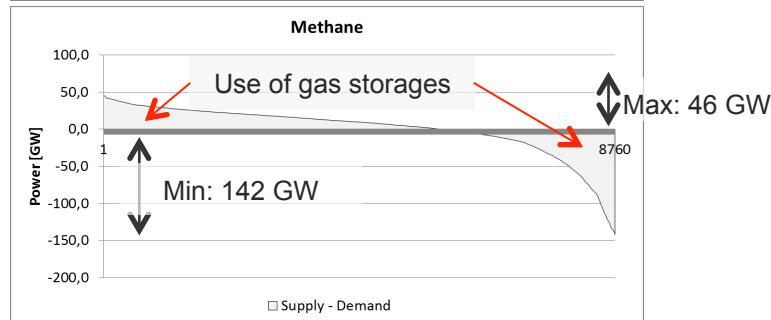 Methane
100,0
Use of gas storages
50,0
Max: 46 GW
0,0
1
8760
Power [GW]
-50,0
Min: 142 GW
-100,0
-150,0
-200,0
Supply - Demand